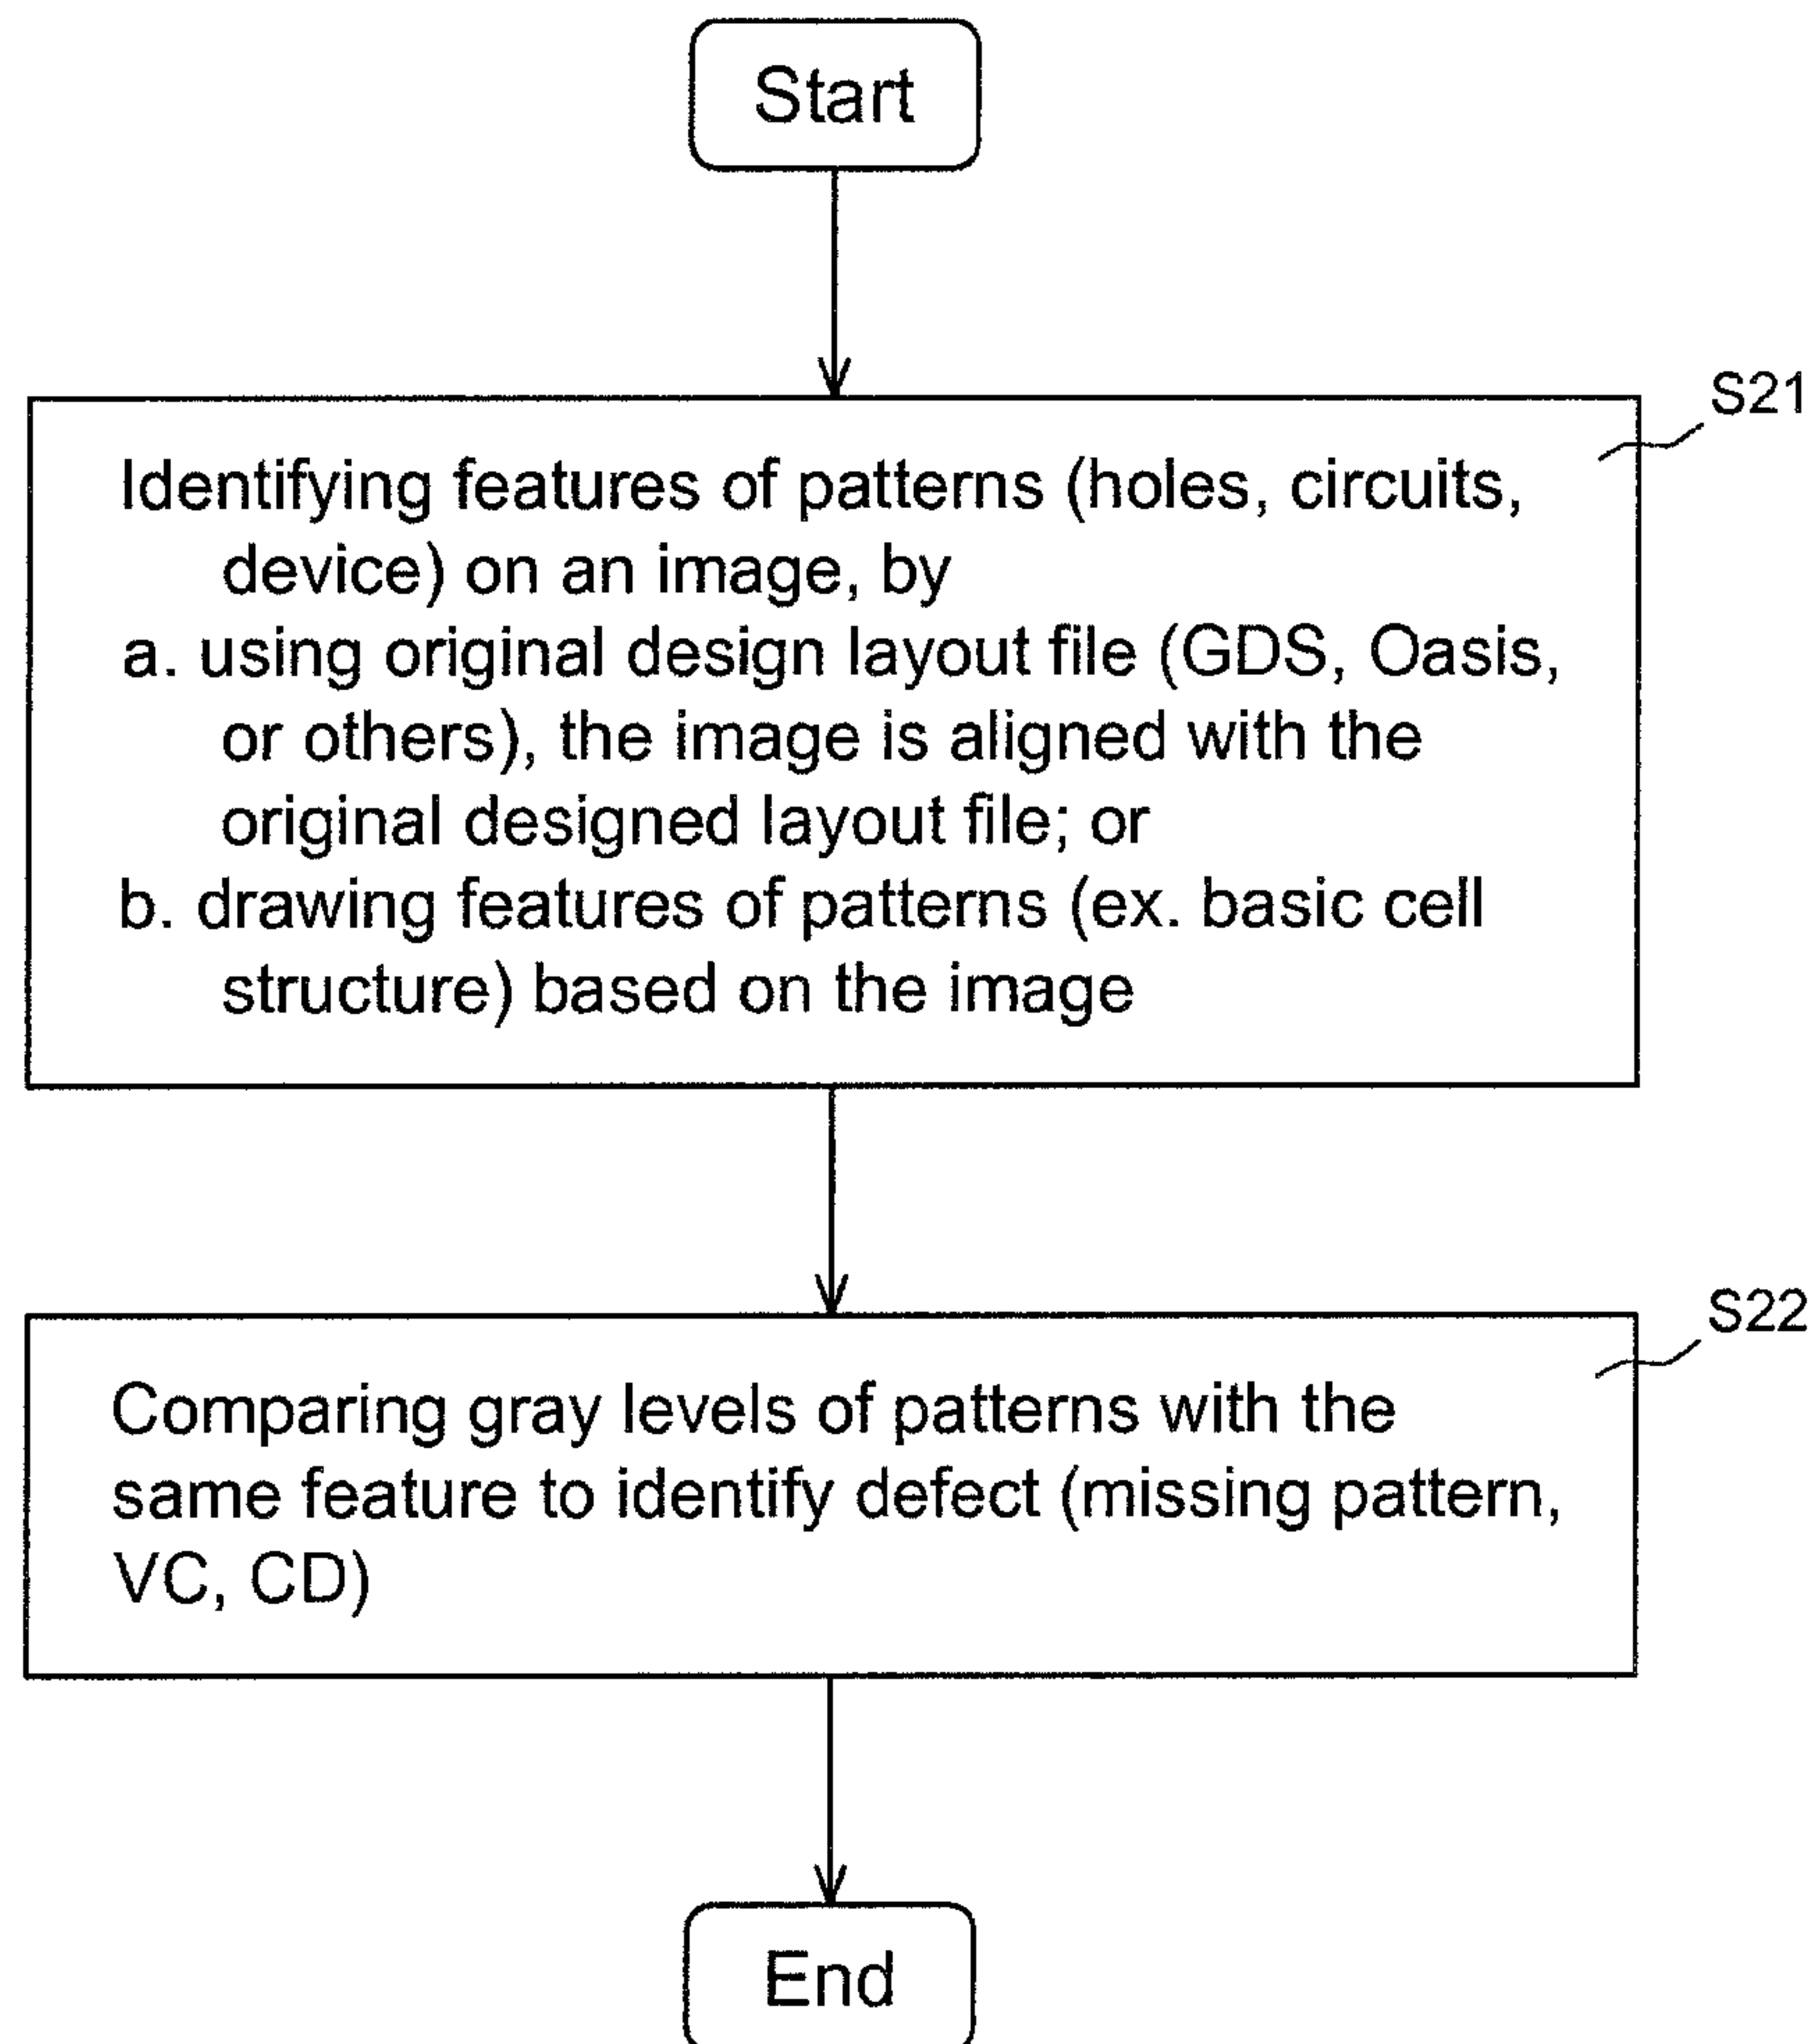 Start
S21
Identifying features of patterns (holes, circuits,
device) on an image, by
a. using original design layout file (GDS, Oasis,
or others), the image is aligned with the
original designed layout file; or
b. drawing features of patterns (ex. basic cell
structure) based on the image
S22
Comparing gray levels of patterns with the
same feature to identify defect (missing pattern,
VC, CD)
End